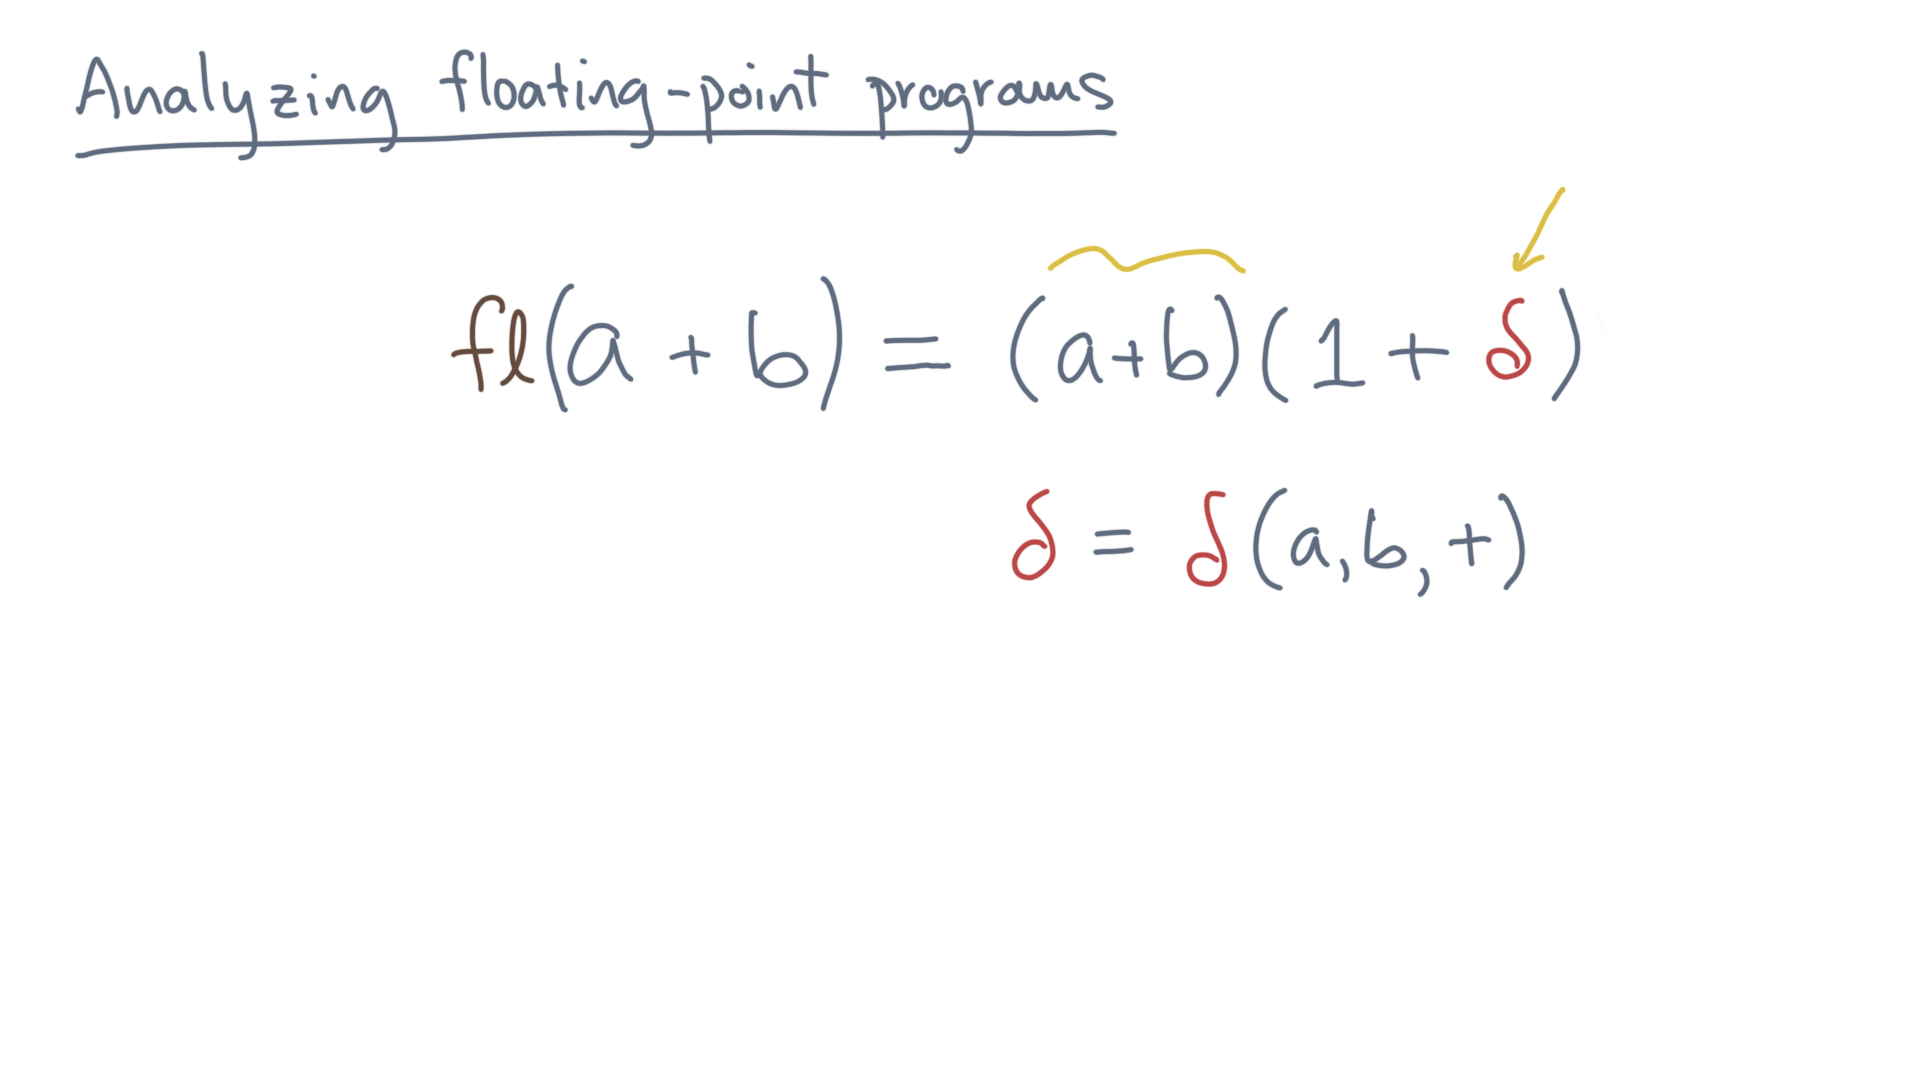 Analyzing floating-point programs
fl(a + b) = (a+b)(1 + δ)
δ = δ(a, b, +)